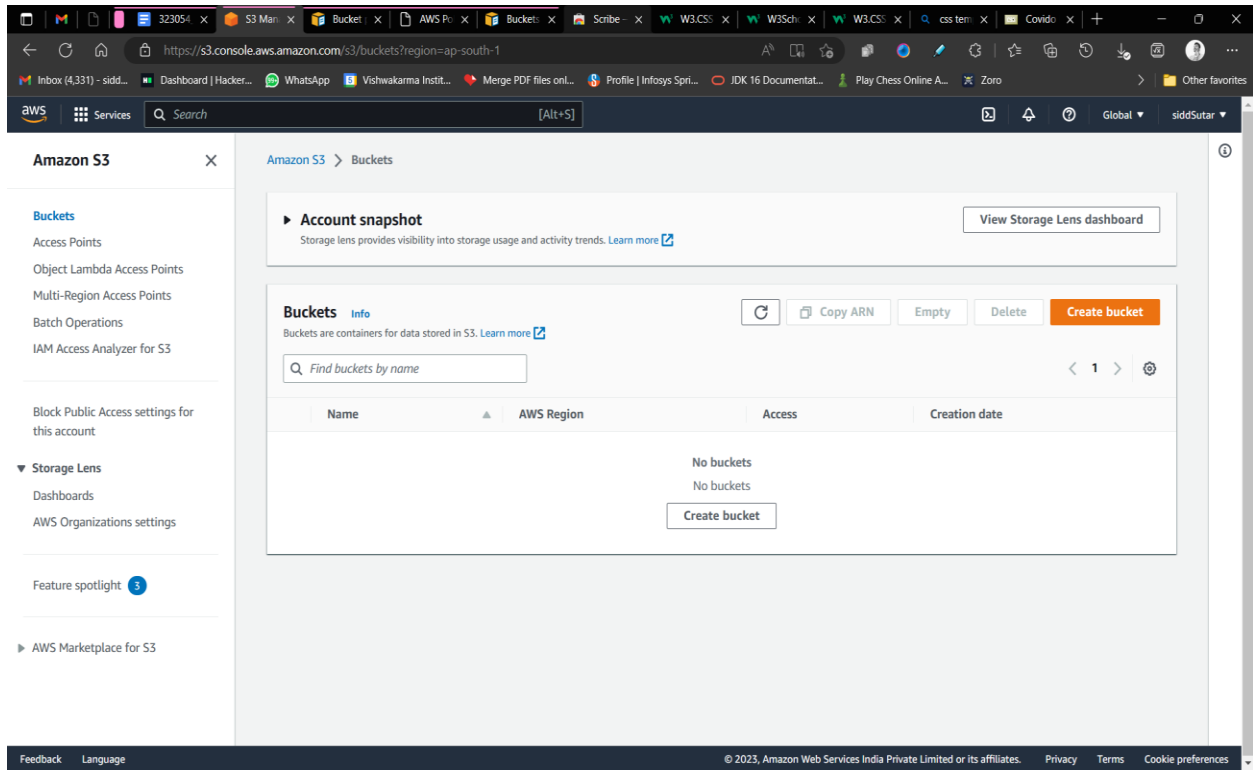 323054
S3 Man
Bucket p
AWS Po
Buckets
Scribe –
W3.CSS
W3Sch
W3.CSS
css tem
Covido
https://s3.console.aws.amazon.com/s3/buckets?region=ap-south-1
Inbox (4,331) - sidd...
Dashboard | Hacker...
WhatsApp
Vishwakarma Instit...
Merge PDF files onl...
Profile | Infosys Spri...
JDK 16 Documentat...
Play Chess Online A...
Zoro
Other favorites
aws
Services
Search
[Alt+S]
Global
siddSutar
Amazon S3
Buckets
Access Points
Object Lambda Access Points
Multi-Region Access Points
Batch Operations
IAM Access Analyzer for S3
Block Public Access settings for
this account
Storage Lens
Dashboards
AWS Organizations settings
Feature spotlight 3
AWS Marketplace for S3
Amazon S3 > Buckets
Account snapshot
Storage lens provides visibility into storage usage and activity trends. Learn more
View Storage Lens dashboard
Buckets Info
Buckets are containers for data stored in S3. Learn more
Copy ARN
Empty
Delete
Create bucket
Find buckets by name
< 1 >
Name
AWS Region
Access
Creation date
No buckets
No buckets
Create bucket
Feedback
Language
© 2023, Amazon Web Services India Private Limited or its affiliates.
Privacy
Terms
Cookie preferences